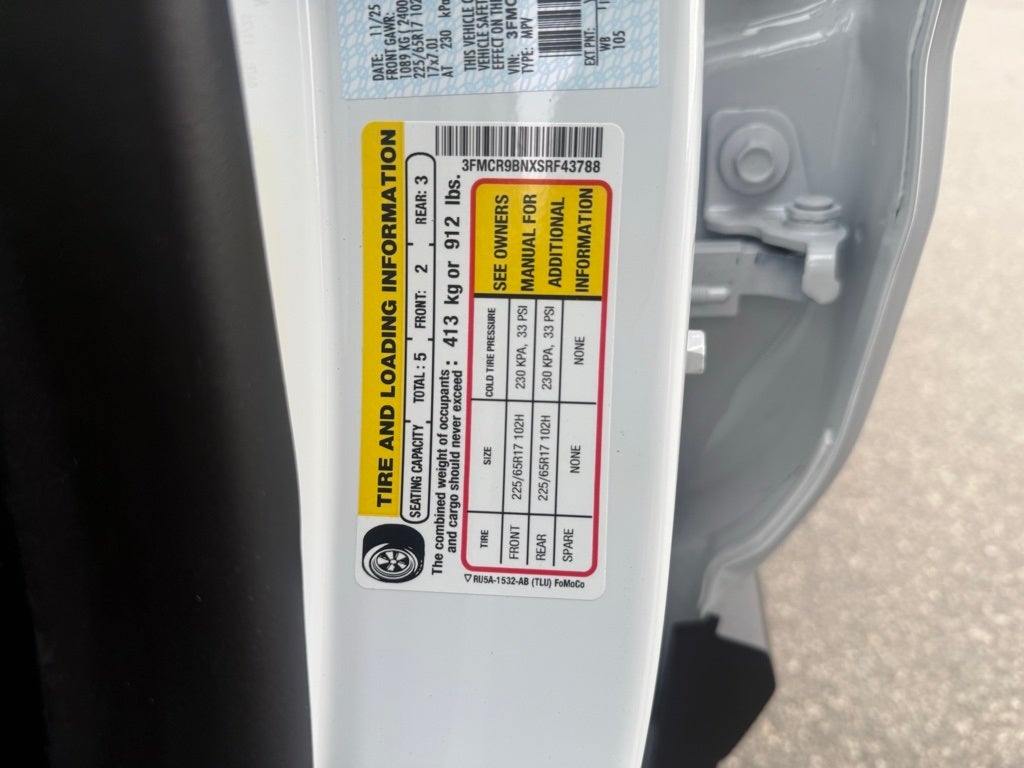 DATE: 11/25
FRONT GAWR:
1089 KG ( 2400
225/65R17 102
17x7.0J
AT 230 kPa
THIS VEHICLE C
VEHICLE SAFET
EFFECT ON THE
VIN: 3FMC
TYPE: MPV
EXT PNT:
WB
105
TIRE AND LOADING INFORMATION
SEATING CAPACITY TOTAL : 5 FRONT: 2 REAR: 3
The combined weight of occupants
and cargo should never exceed : 413 kg or 912 lbs.
3FMCR9BNXSRF43788
TIRE SIZE COLD TIRE PRESSURE SEE OWNERS
FRONT 225/65R17 102H 230 KPA, 33 PSI MANUAL FOR
REAR 225/65R17 102H 230 KPA, 33 PSI ADDITIONAL
SPARE NONE NONE INFORMATION
RU5A-1532-AB (TLU) FoMoCo